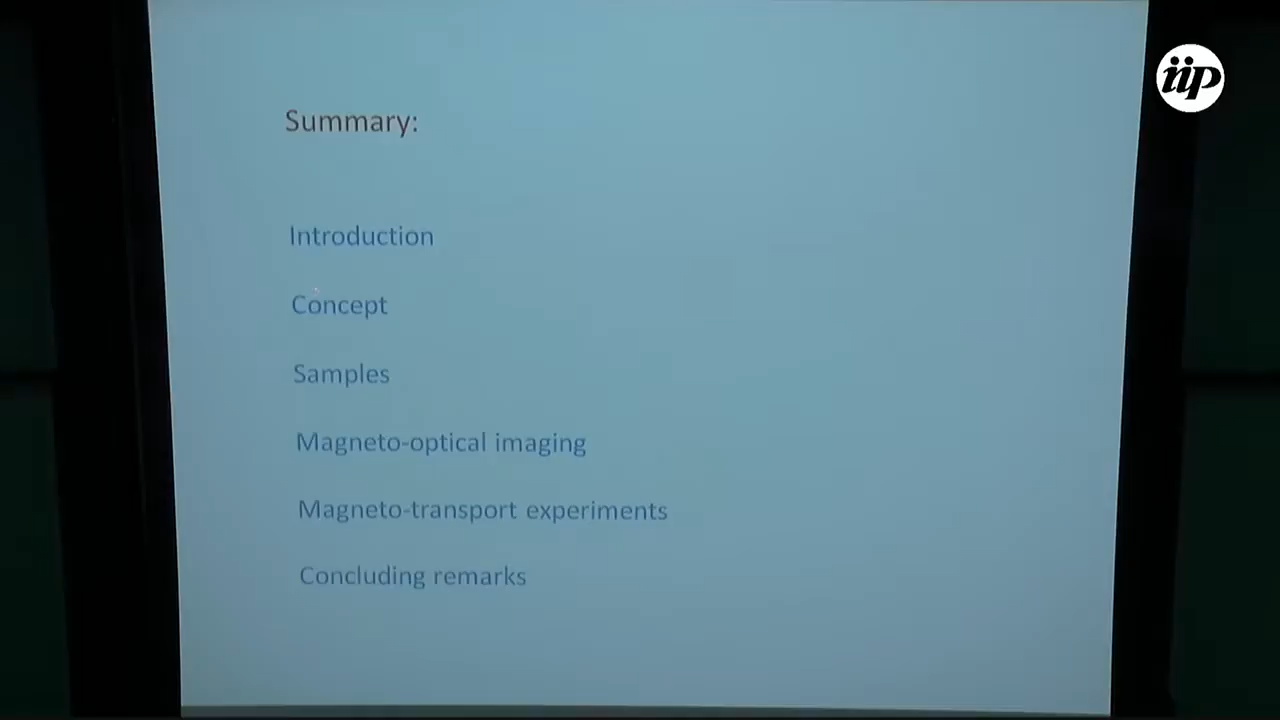 iip
Summary:
Introduction
Concept
Samples
Magneto-optical imaging
Magneto-transport experiments
Concluding remarks